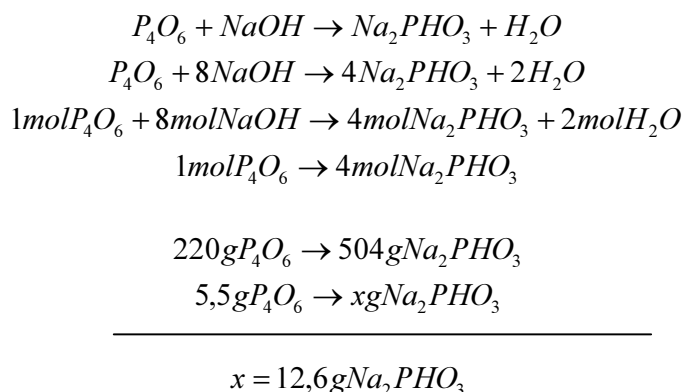 P₄O₆ + NaOH → Na₂PHO₃ + H₂O
P₄O₆ + 8NaOH → 4Na₂PHO₃ + 2H₂O
1molP₄O₆ + 8molNaOH → 4molNa₂PHO₃ + 2molH₂O
1molP₄O₆ → 4molNa₂PHO₃
220gP₄O₆ → 504gNa₂PHO₃
5,5gP₄O₆ → xgNa₂PHO₃
x = 12,6gNa₂PHO₃